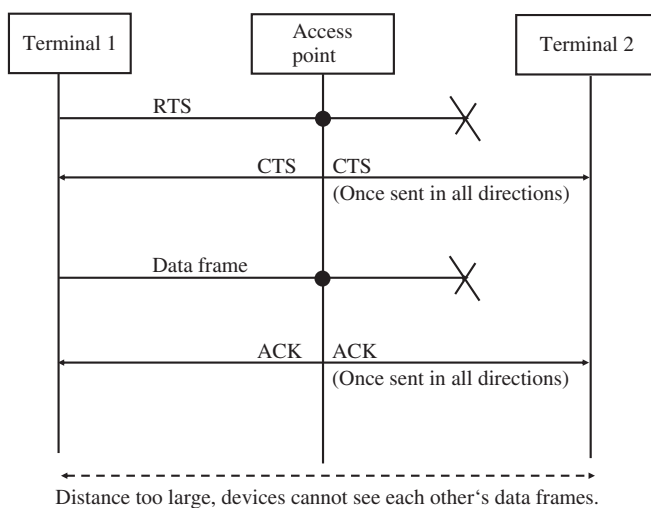 Terminal 1
Access
point
Terminal 2
RTS
CTS
CTS
(Once sent in all directions)
Data frame
ACK
ACK
(Once sent in all directions)
Distance too large, devices cannot see each other‘s data frames.